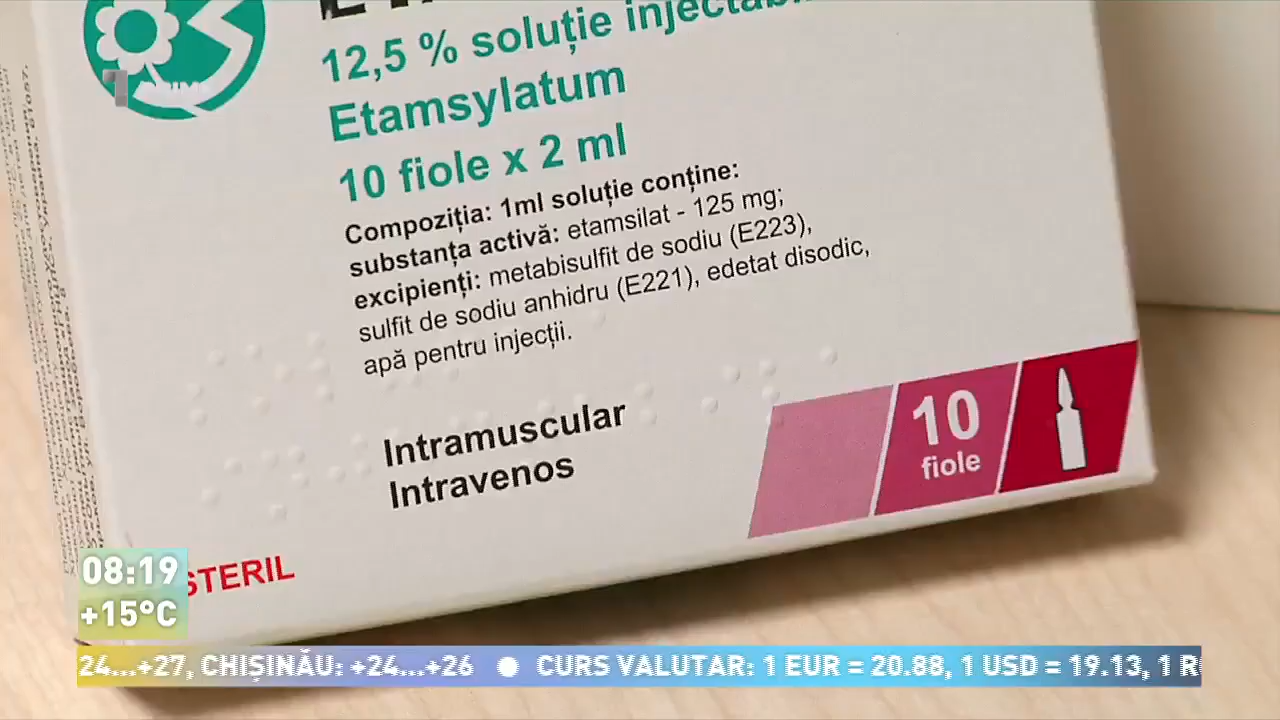 12,5 % soluție injectabi
Etamsylatum
10 fiole x 2 ml
Compoziția: 1ml soluție conține:
substanța activă: etamsilat - 125 mg;
excipienți: metabisulfit de sodiu (E223),
sulfit de sodiu anhidru (E221), edetat disodic,
apă pentru injecții.
Intramuscular
Intravenos
10
fiole
STERIL
08:19
+15°C
24...+27, CHIȘINĂU: +24...+26 ● CURS VALUTAR: 1 EUR = 20.88, 1 USD = 19.13, 1 R